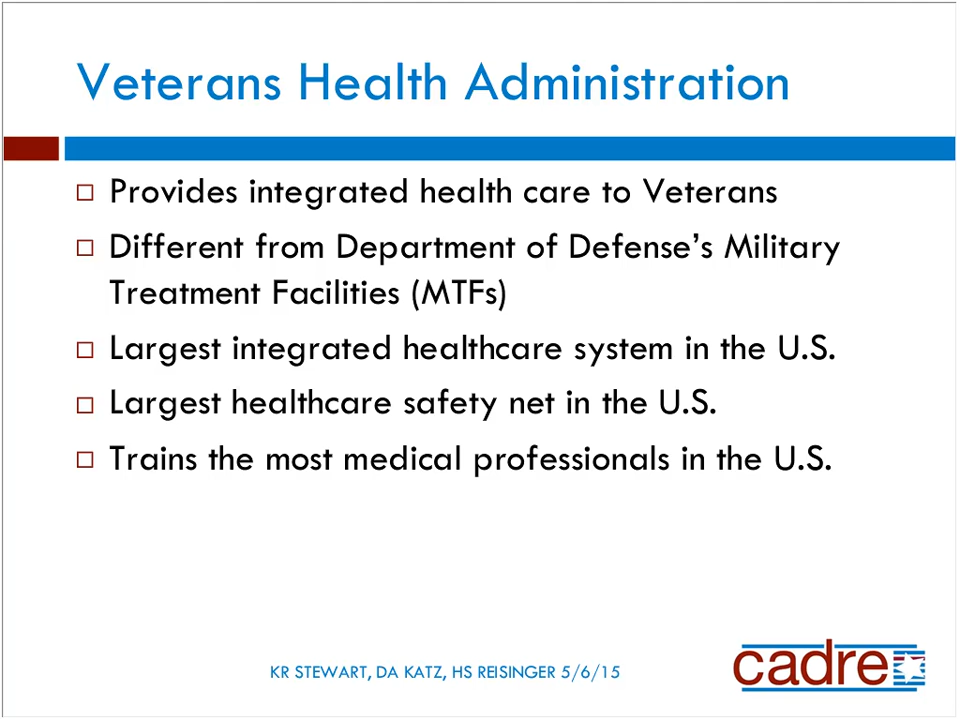 Veterans Health Administration
Provides integrated health care to Veterans
Different from Department of Defense’s Military
Treatment Facilities (MTFs)
Largest integrated healthcare system in the U.S.
Largest healthcare safety net in the U.S.
Trains the most medical professionals in the U.S.
KR STEWART, DA KATZ, HS REISINGER 5/6/15
cadre